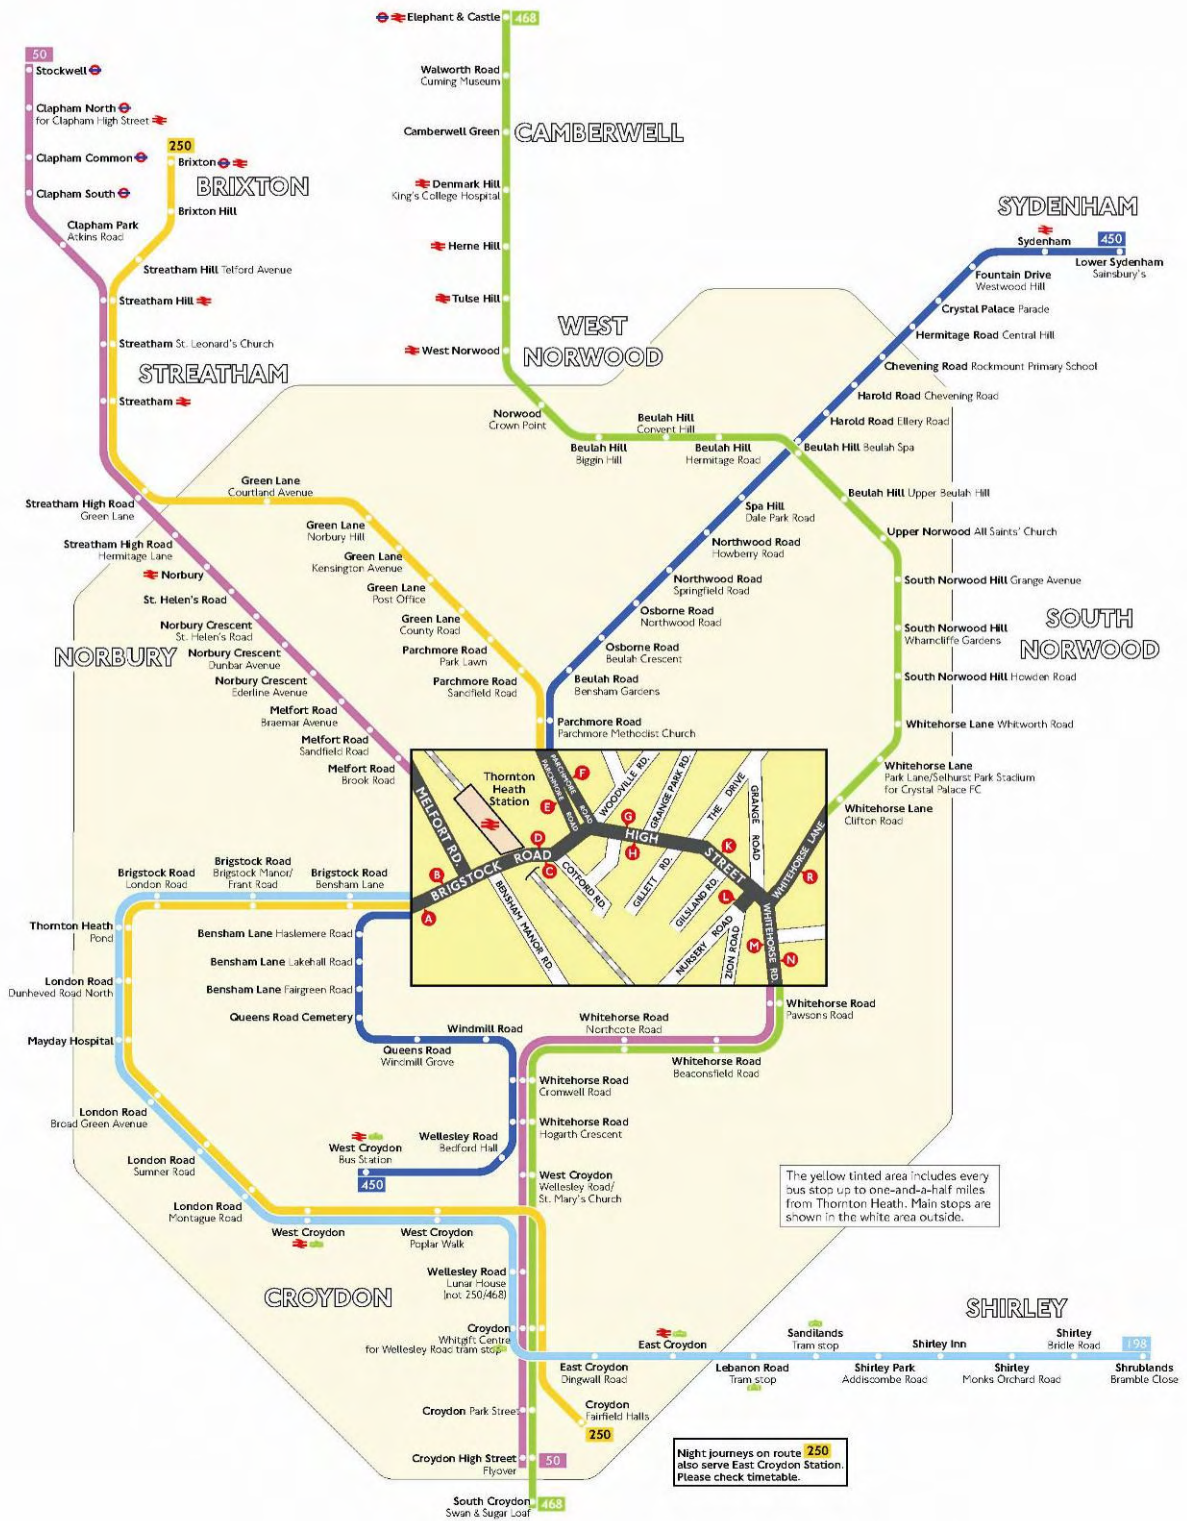 Elephant & Castle
468
Walworth Road
Cuming Museum
Camberwell Green
CAMBERWELL
Denmark Hill
King's College Hospital
Herne Hill
Tulse Hill
West Norwood
WEST
NORWOOD
50
Stockwell
Clapham North
for Clapham High Street
Clapham Common
Clapham South
Clapham Park
Atkins Road
250
Brixton
BRIXTON
Brixton Hill
Streatham Hill Telford Avenue
Streatham Hill
Streatham St. Leonard's Church
STREATHAM
Streatham
SYDENHAM
Sydenham
450
Lower Sydenham
Sainsbury's
Fountain Drive
Westwood Hill
Crystal Palace Parade
Hermitage Road Central Hill
Chevening Road Rockmount Primary School
Harold Road Chevening Road
Harold Road Ellery Road
Beulah Hill Beulah Spa
Norwood
Crown Point
Beulah Hill
Biggin Hill
Beulah Hill
Convent Hill
Beulah Hill
Hermitage Road
Beulah Hill Upper Beulah Hill
Upper Norwood All Saints' Church
South Norwood Hill Grange Avenue
SOUTH
NORWOOD
South Norwood Hill
Wharncliffe Gardens
South Norwood Hill Howden Road
Whitehorse Lane Whitworth Road
Whitehorse Lane
Park Lane/Selhurst Park Stadium
for Crystal Palace FC
Whitehorse Lane
Clifton Road
Streatham High Road
Green Lane
Streatham High Road
Hermitage Lane
Norbury
St. Helen's Road
Norbury Crescent
St. Helen's Road
NORBURY
Norbury Crescent
Dunbar Avenue
Norbury Crescent
Ederline Avenue
Melfort Road
Braemar Avenue
Melfort Road
Sandfield Road
Melfort Road
Brook Road
Green Lane
Courtland Avenue
Green Lane
Norbury Hill
Green Lane
Kensington Avenue
Green Lane
Post Office
Green Lane
County Road
Parchmore Road
Park Lawn
Parchmore Road
Sandfield Road
Spa Hill
Dale Park Road
Northwood Road
Howberry Road
Northwood Road
Springfield Road
Osborne Road
Northwood Road
Osborne Road
Beulah Crescent
Beulah Road
Bensham Gardens
Parchmore Road
Parchmore Methodist Church
Thornton
Heath
Station
MELFORT RD.
PARCHMORE ROAD
PARCHMORE ROAD
F
E
WOODVILLE RD.
GRANGE PARK RD.
THE DRIVE
GRANGE ROAD
WHITEHORSE LANE
D
G
HIGH
H
STREET
K
R
B
BRIGSTOCK ROAD
C
COTFORD RD.
GILLETT RD.
GILSLAND RD.
L
A
BENSHAM MANOR RD.
NURSERY ROAD
ZION ROAD
M
WHITEHORSE RD.
N
Brigstock Road
London Road
Brigstock Road
Brigstock Manor/
Frant Road
Brigstock Road
Bensham Lane
Thornton Heath
Pond
London Road
Dunheved Road North
Mayday Hospital
Bensham Lane Haslemere Road
Bensham Lane Lakehall Road
Bensham Lane Fairgreen Road
Queens Road Cemetery
Queens Road
Windmill Grove
Windmill Road
Whitehorse Road
Northcote Road
Whitehorse Road
Pawsons Road
Whitehorse Road
Beaconsfield Road
Whitehorse Road
Cromwell Road
Whitehorse Road
Hogarth Crescent
London Road
Broad Green Avenue
London Road
Sumner Road
London Road
Montague Road
West Croydon
Bus Station
450
Wellesley Road
Bedford Hall
West Croydon
Wellesley Road/
St. Mary's Church
The yellow tinted area includes every
bus stop up to one-and-a-half miles
from Thornton Heath. Main stops are
shown in the white area outside.
West Croydon
West Croydon
Poplar Walk
CROYDON
Wellesley Road
Lunar House
(not 250/468)
Croydon
Whitgift Centre
for Wellesley Road tram stop
East Croydon
Dingwall Road
East Croydon
Lebanon Road
Tram stop
Sandilands
Tram stop
Shirley Park
Addiscombe Road
Shirley Inn
SHIRLEY
Shirley
Monks Orchard Road
Shirley
Bridle Road
198
Shrublands
Bramble Close
Croydon Park Street
Croydon
Fairfield Halls
250
Croydon High Street
Flyover
50
South Croydon
Swan & Sugar Loaf
468
Night journeys on route 250
also serve East Croydon Station.
Please check timetable.